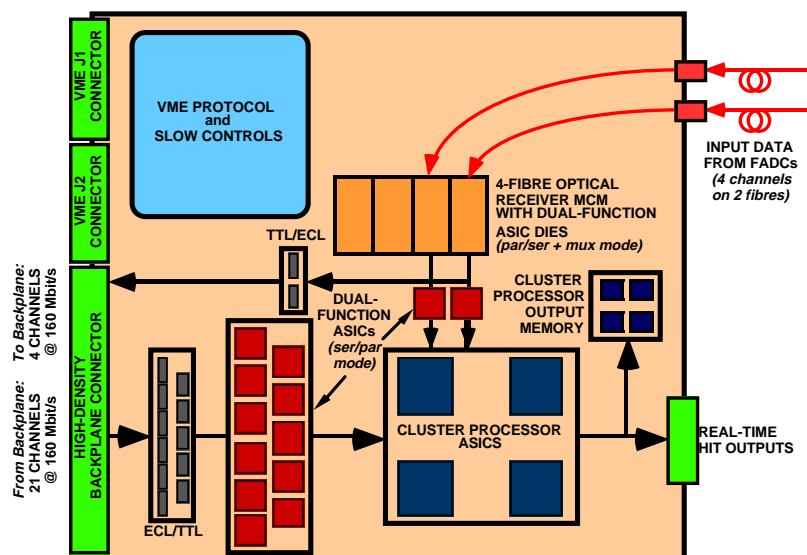 VME J1
CONNECTOR
VME PROTOCOL
and
SLOW CONTROLS
INPUT DATA
FROM FADCs
(4 channels
on 2 fibres)
VME J2
CONNECTOR
4-FIBRE OPTICAL
RECEIVER MCM
WITH DUAL-FUNCTION
ASIC DIES
(par/ser + mux mode)
TTL/ECL
To Backplane:
4 CHANNELS
@ 160 Mbit/s
DUAL-
FUNCTION
ASICs
(ser/par
mode)
CLUSTER
PROCESSOR
OUTPUT
MEMORY
From Backplane:
21 CHANNELS
@ 160 Mbit/s
HIGH-DENSITY
BACKPLANE CONNECTOR
CLUSTER PROCESSOR
ASICS
REAL-TIME
HIT OUTPUTS
ECL/TTL